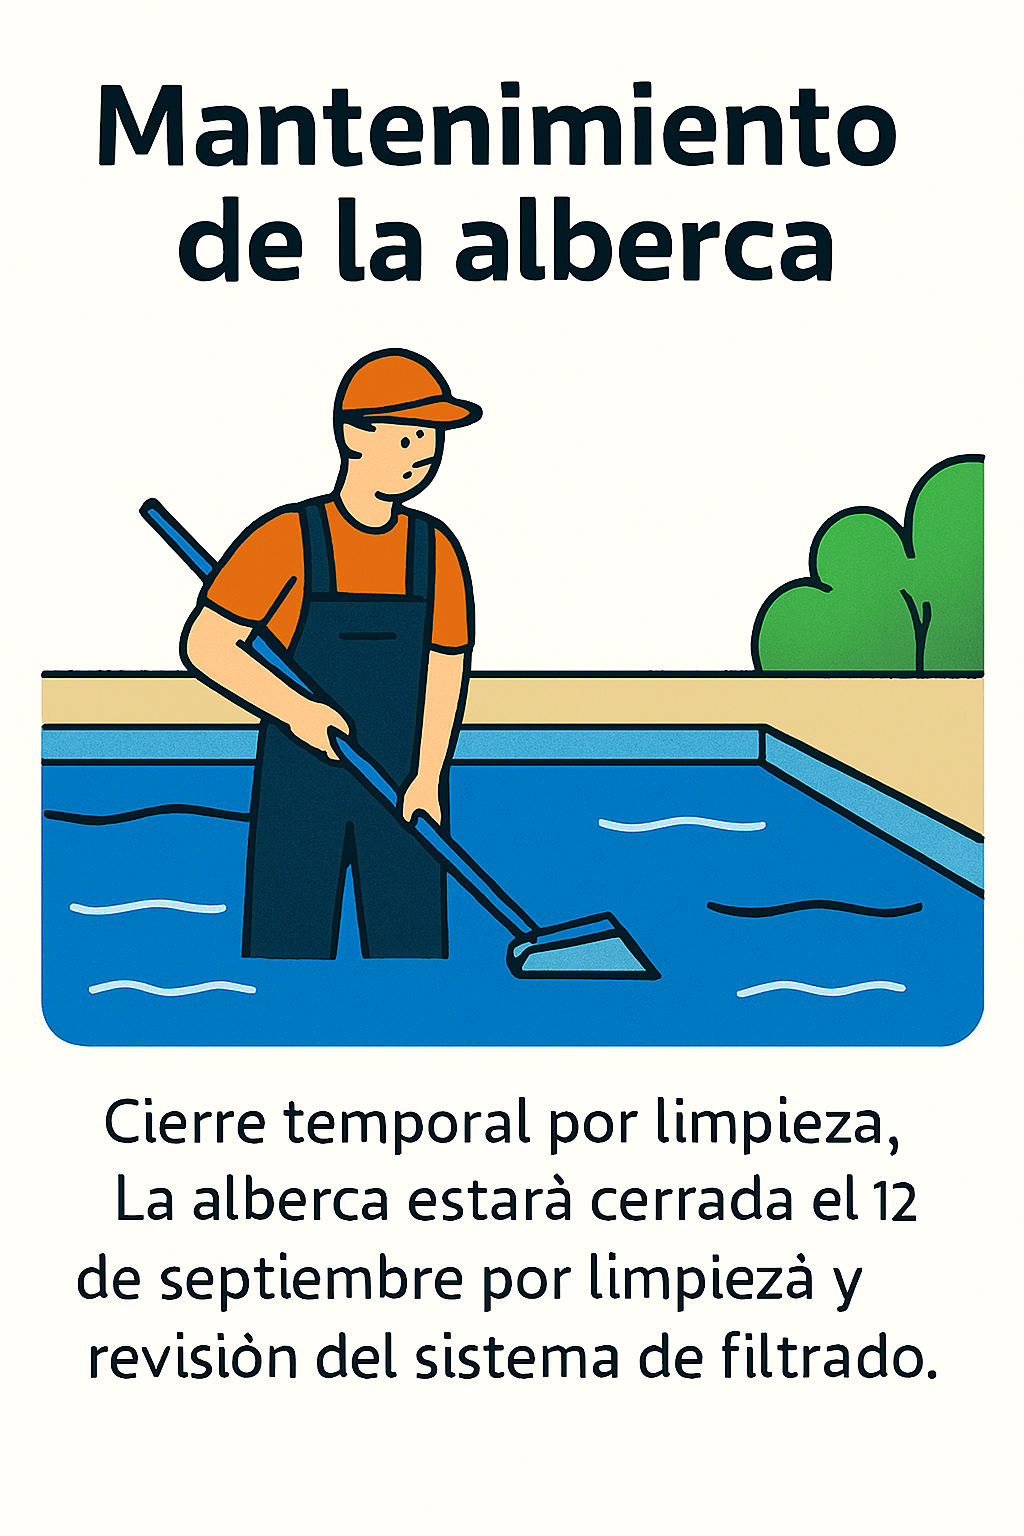 Mantenimiento
de la alberca
Cierre temporal por limpieza,
La alberca estarà cerrada el 12
de septiembre por limpiezȧ y
revisiòn del sistema de filtrado.